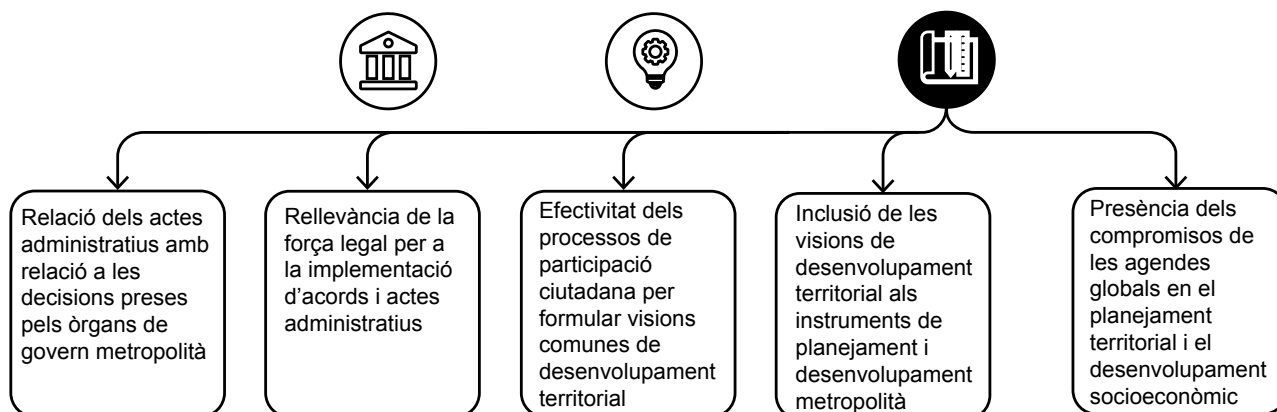 Relació dels actes
administratius amb
relació a les
decisions preses
pels òrgans de
govern metropolità
Rellevància de la
força legal per a
la implementació
d’acords i actes
administratius
Efectivitat dels
processos de
participació
ciutadana per
formular visions
comunes de
desenvolupament
territorial
Inclusió de les
visions de
desenvolupament
territorial als
instruments de
planejament i
desenvolupament
metropolità
Presència dels
compromisos de
les agendes
globals en el
planejament
territorial i el
desenvolupament
socioeconòmic